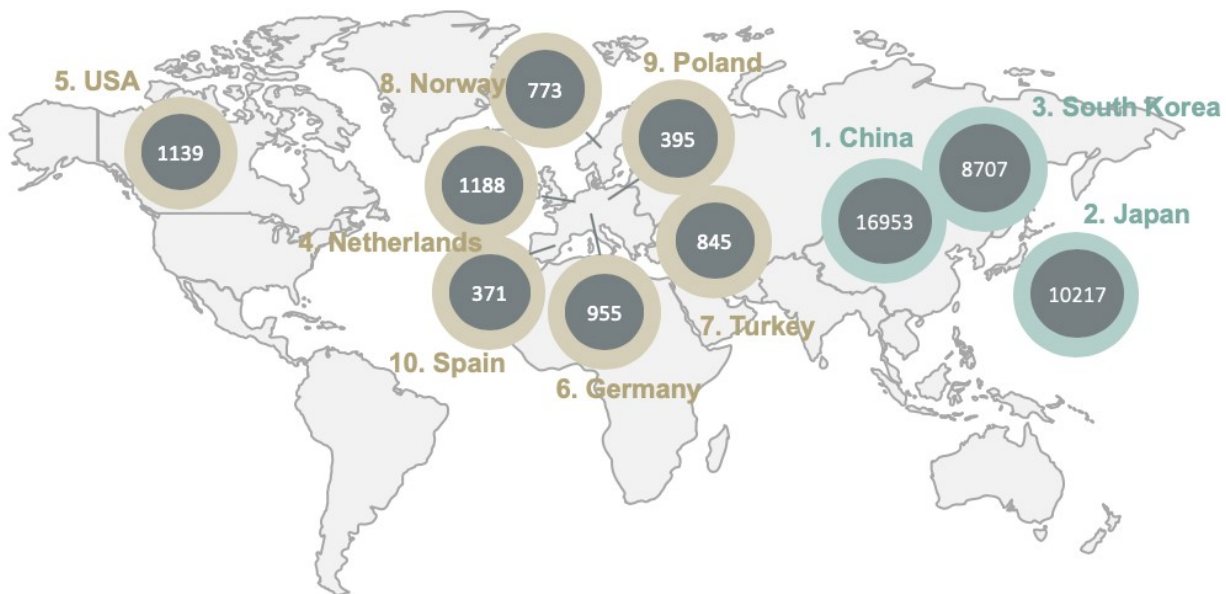 5. USA
1139
8. Norway
773
9. Poland
395
3. South Korea
8707
1. China
16953
2. Japan
10217
4. Netherlands
1188
845
7. Turkey
371
10. Spain
955
6. Germany